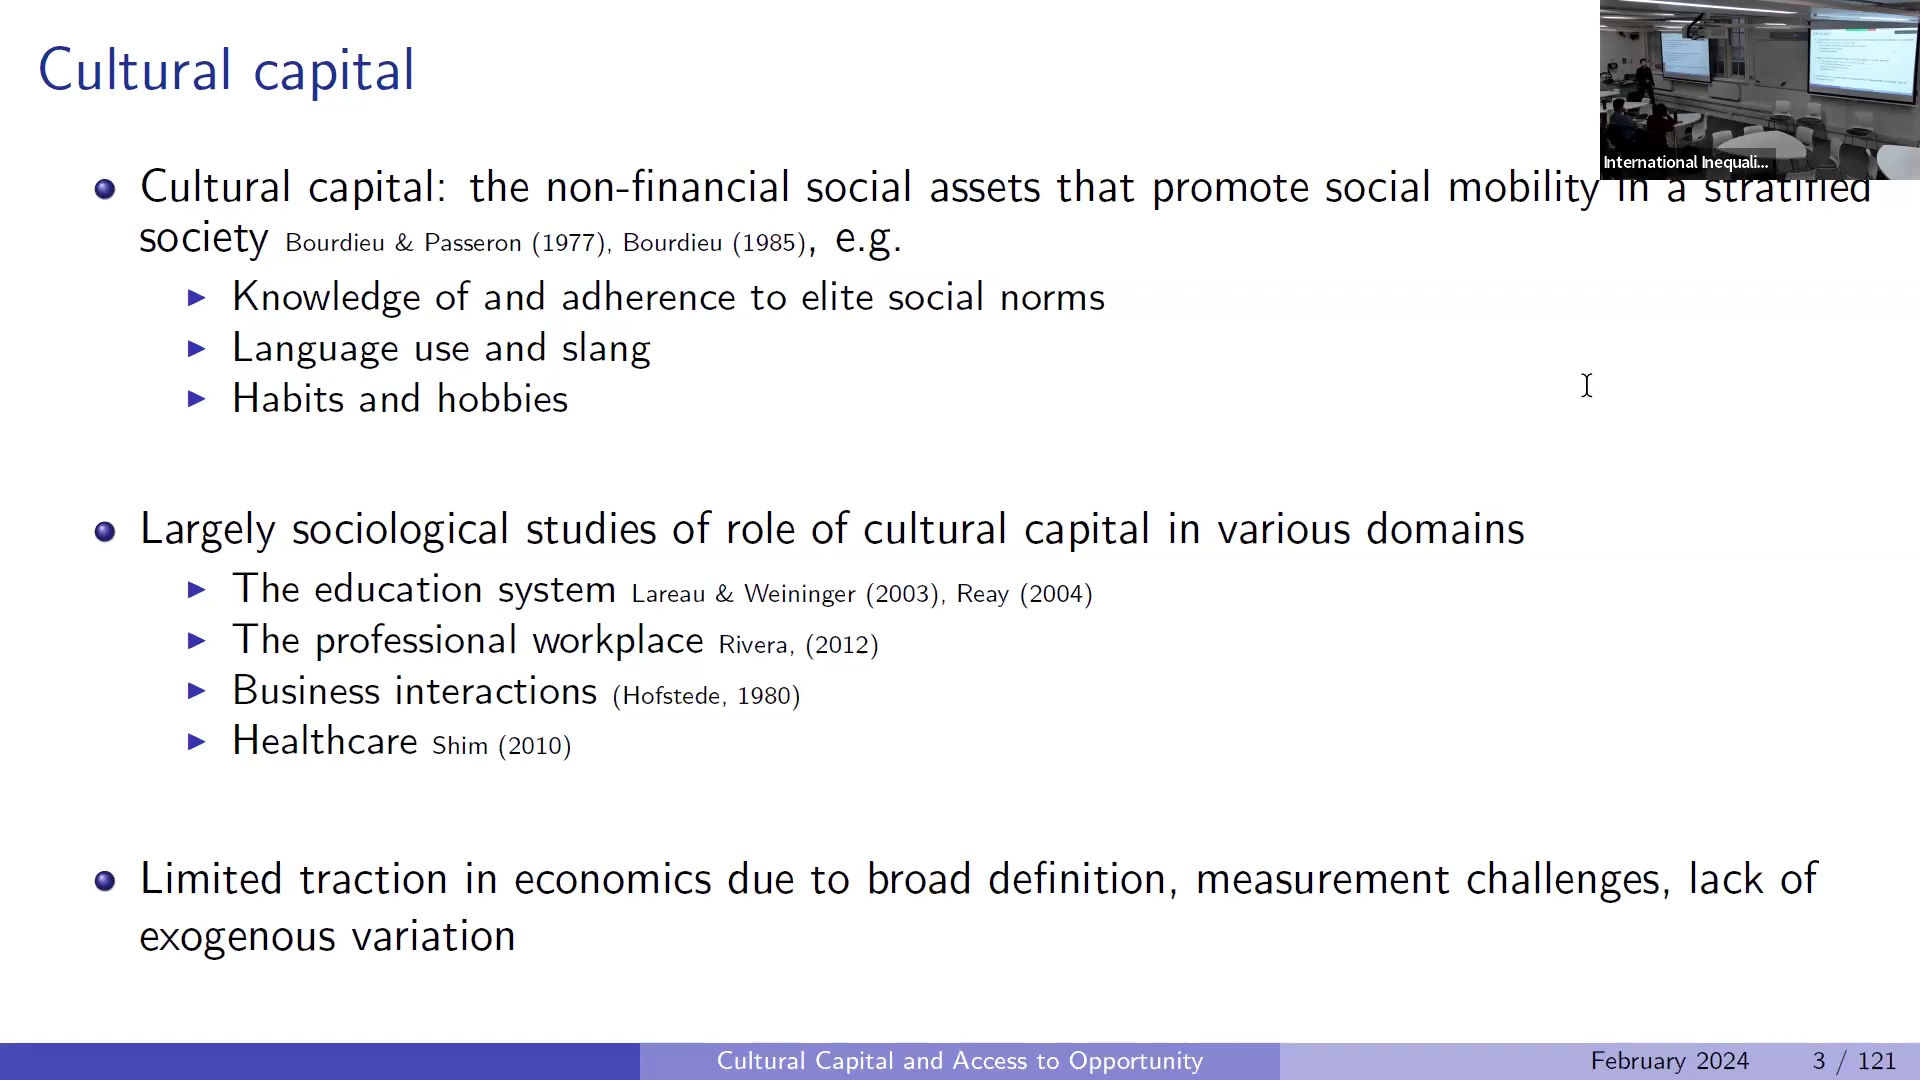 Cultural capital
International Inequali...
Cultural capital: the non-financial social assets that promote social mobility in a stratified
society Bourdieu & Passeron (1977), Bourdieu (1985), e.g.
Knowledge of and adherence to elite social norms
Language use and slang
Habits and hobbies
Largely sociological studies of role of cultural capital in various domains
The education system Lareau & Weininger (2003), Reay (2004)
The professional workplace Rivera, (2012)
Business interactions (Hofstede, 1980)
Healthcare Shim (2010)
Limited traction in economics due to broad definition, measurement challenges, lack of
exogenous variation
Cultural Capital and Access to Opportunity
February 2024 3 / 121